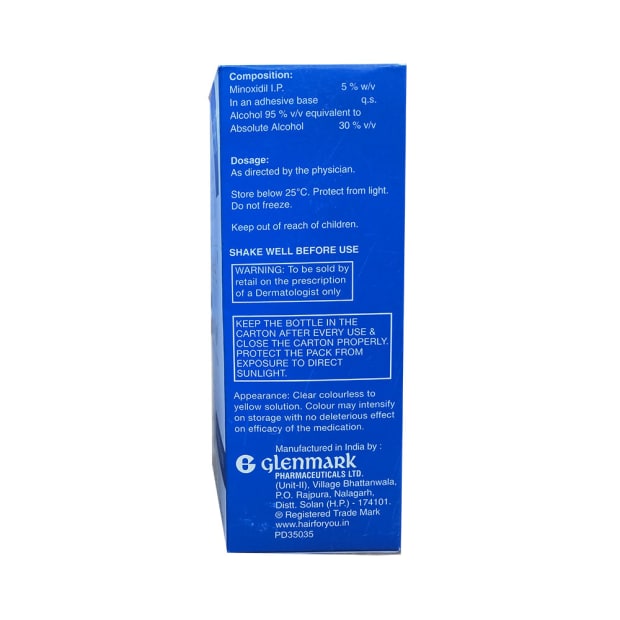 Composition:
Minoxidil I.P. 5 % w/v
In an adhesive base q.s.
Alcohol 95 % v/v equivalent to
Absolute Alcohol 30 % v/v
Dosage:
As directed by the physician.
Store below 25°C. Protect from light.
Do not freeze.
Keep out of reach of children.
SHAKE WELL BEFORE USE
WARNING: To be sold by
retail on the prescription
of a Dermatologist only
KEEP THE BOTTLE IN THE
CARTON AFTER EVERY USE &
CLOSE THE CARTON PROPERLY.
PROTECT THE PACK FROM
EXPOSURE TO DIRECT
SUNLIGHT.
Appearance: Clear colourless to
yellow solution. Colour may intensify
on storage with no deleterious effect
on efficacy of the medication.
Manufactured in India by :
G glenmark
PHARMACEUTICALS LTD.
(Unit-II), Village Bhattanwala,
P.O. Rajpura, Nalagarh,
Distt. Solan (H.P.) - 174101.
® Registered Trade Mark
www.hairforyou.in
PD35035